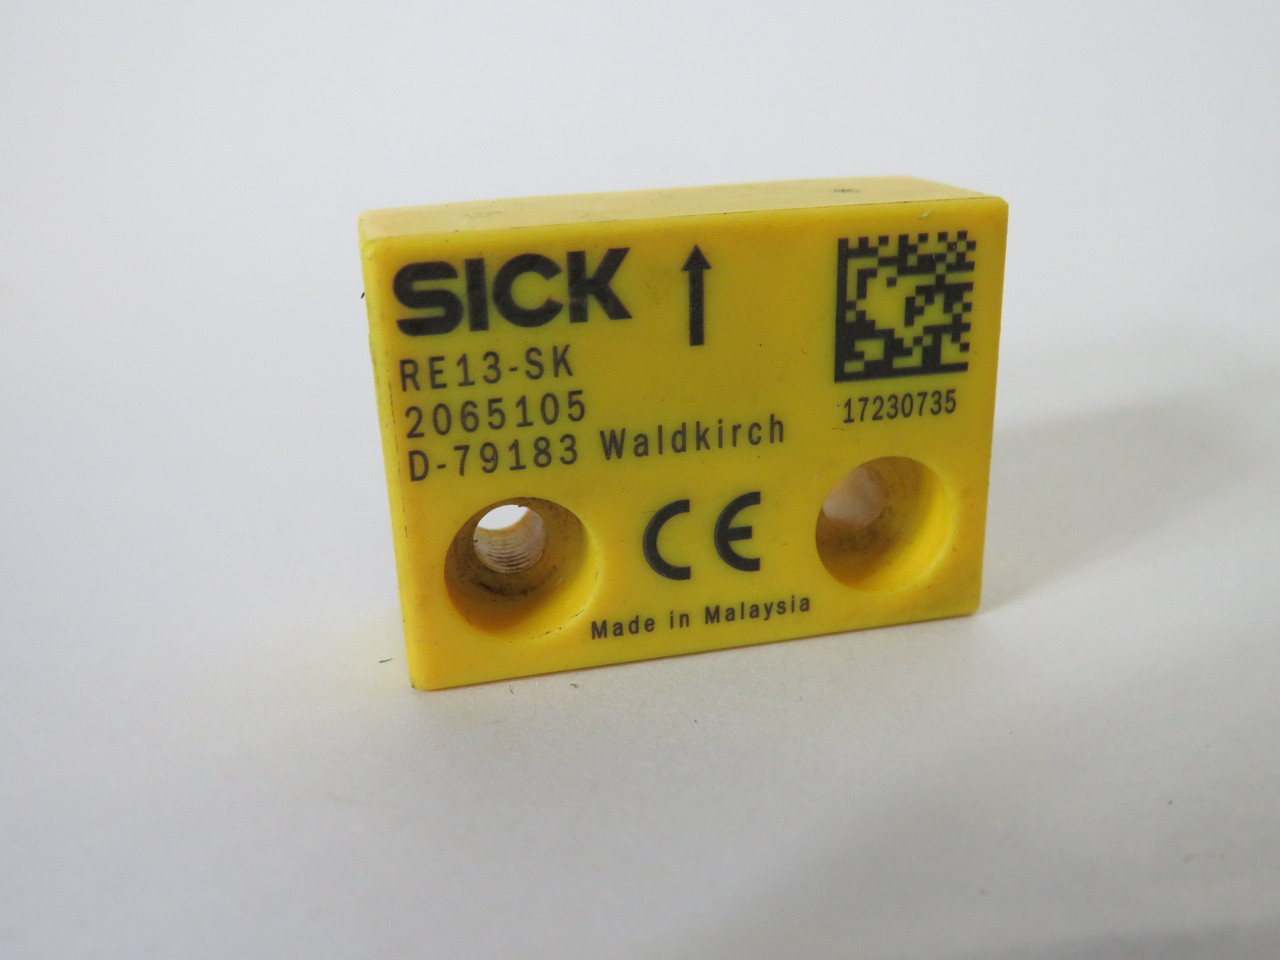 SICK
RE13-SK
2065105
D-79183 Waldkirch
17230735
CE
Made in Malaysia